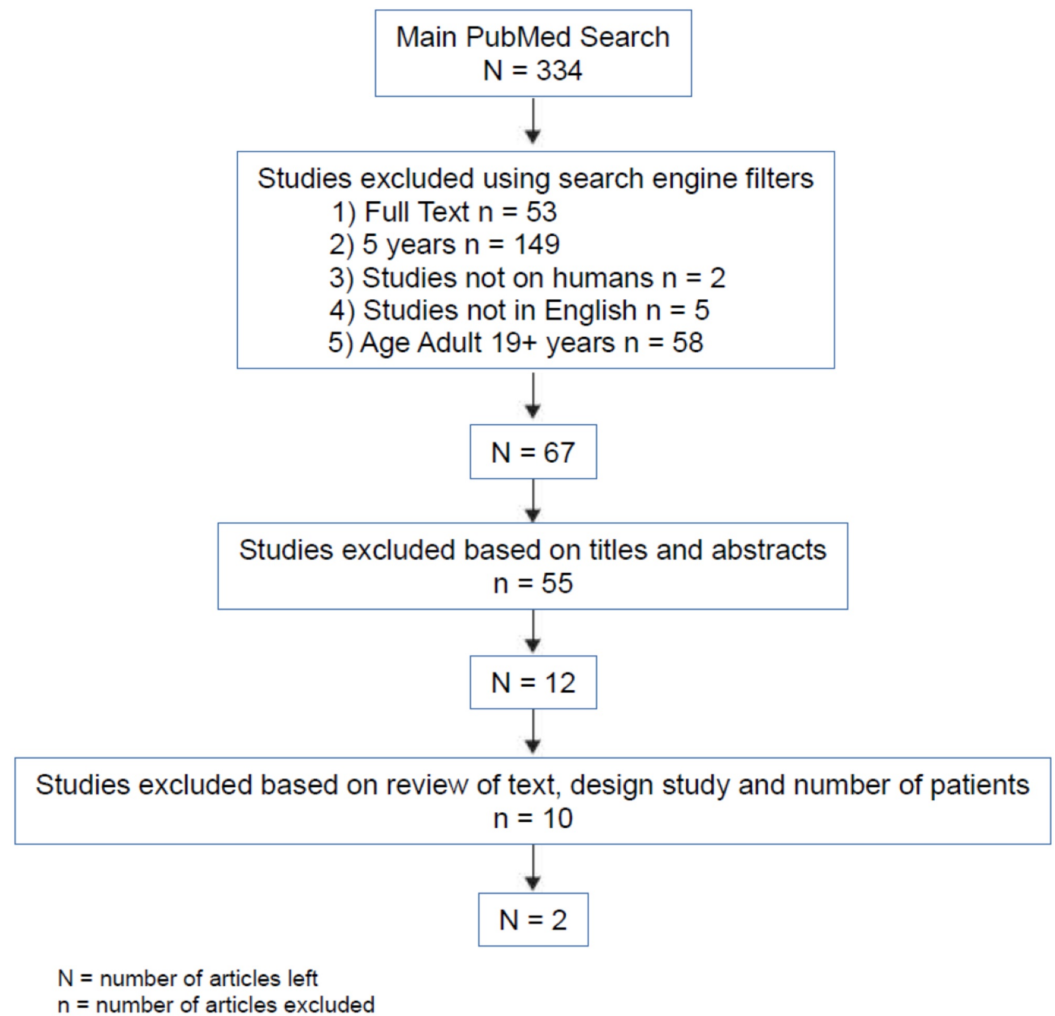 Main PubMed Search
N = 334
Studies excluded using search engine filters
1) Full Text n = 53
2) 5 years n = 149
3) Studies not on humans n = 2
4) Studies not in English n = 5
5) Age Adult 19+ years n = 58
N = 67
Studies excluded based on titles and abstracts
n = 55
N = 12
Studies excluded based on review of text, design study and number of patients
n = 10
N = 2
N = number of articles left
n = number of articles excluded